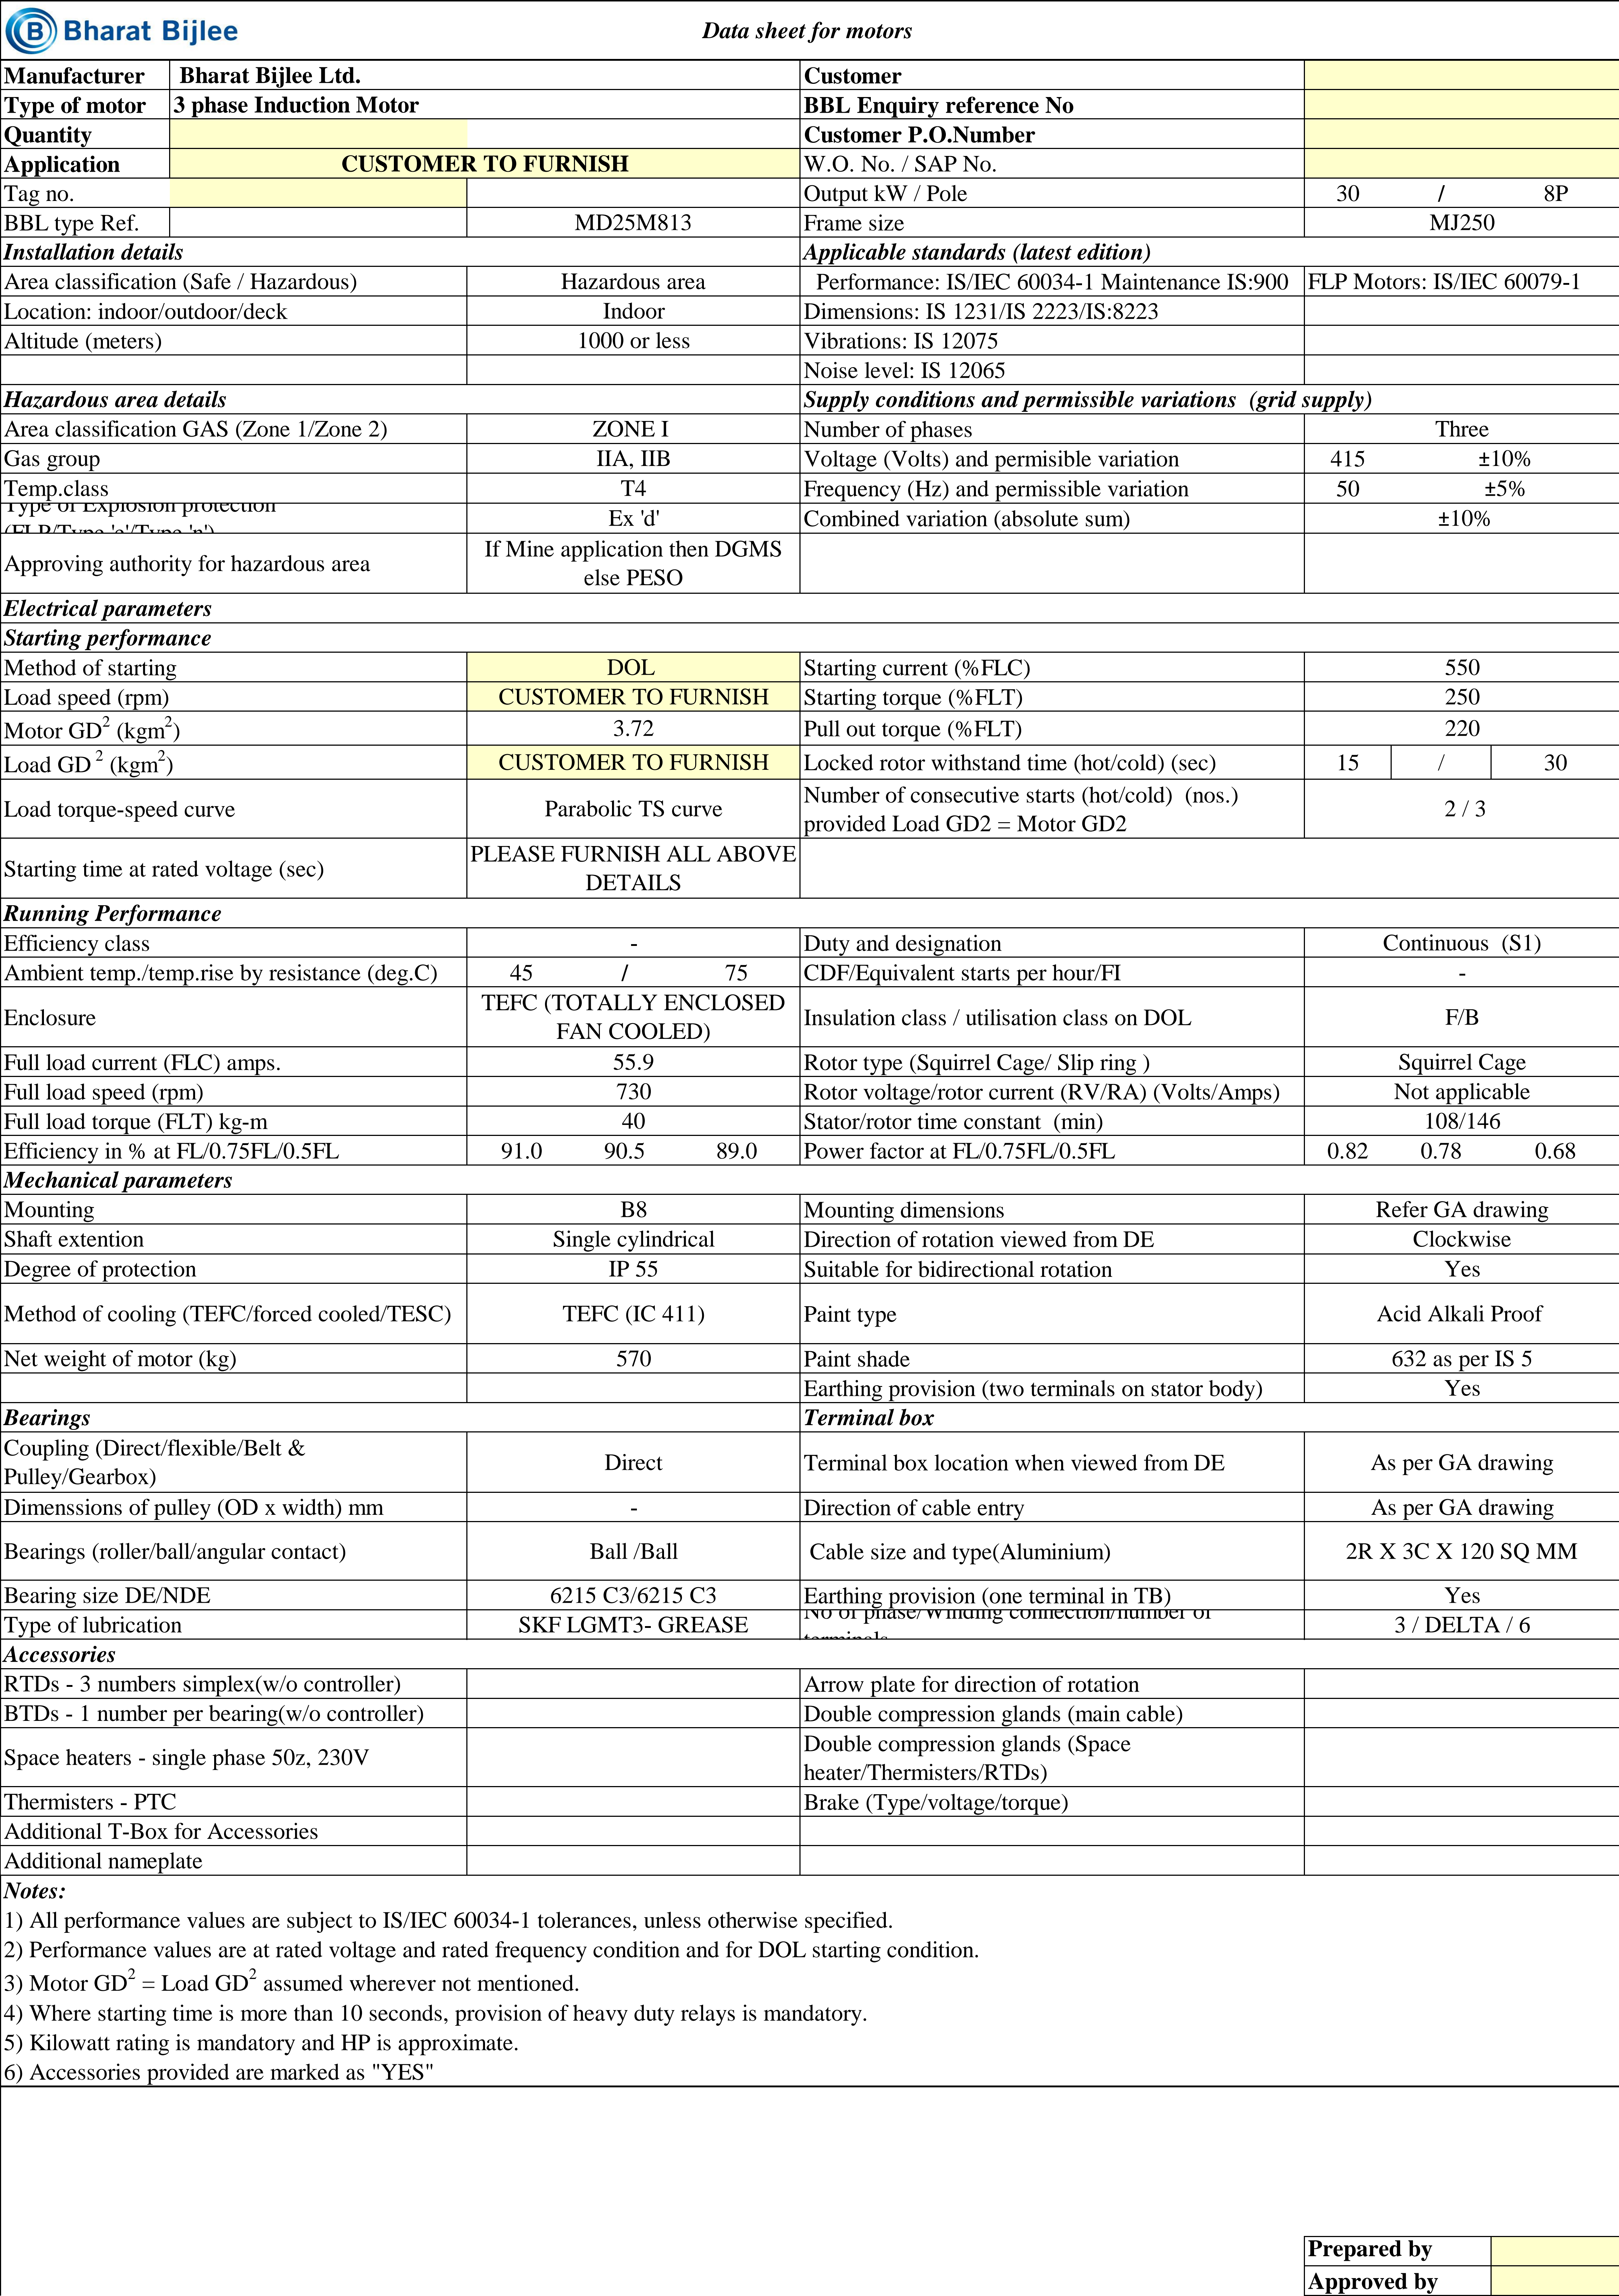 B Bharat Bijlee
Data sheet for motors
Manufacturer Bharat Bijlee Ltd. Customer
Type of motor 3 phase Induction Motor BBL Enquiry reference No
Quantity Customer P.O.Number
Application CUSTOMER TO FURNISH W.O. No. / SAP No.
Tag no. Output kW / Pole 30 / 8P
BBL type Ref. MD25M813 Frame size MJ250
Installation details Applicable standards (latest edition)
Area classification (Safe / Hazardous) Hazardous area Performance: IS/IEC 60034-1 Maintenance IS:900 FLP Motors: IS/IEC 60079-1
Location: indoor/outdoor/deck Indoor Dimensions: IS 1231/IS 2223/IS:8223
Altitude (meters) 1000 or less Vibrations: IS 12075
Noise level: IS 12065
Hazardous area details Supply conditions and permissible variations (grid supply)
Area classification GAS (Zone 1/Zone 2) ZONE I Number of phases Three
Gas group IIA, IIB Voltage (Volts) and permisible variation 415 ±10%
Temp.class T4 Frequency (Hz) and permissible variation 50 ±5%
Type of Explosion protection
(FLP/Type 'e'/Type 'n') Ex 'd' Combined variation (absolute sum) ±10%
Approving authority for hazardous area If Mine application then DGMS
else PESO
Electrical parameters
Starting performance
Method of starting DOL Starting current (%FLC) 550
Load speed (rpm) CUSTOMER TO FURNISH Starting torque (%FLT) 250
Motor GD² (kgm²) 3.72 Pull out torque (%FLT) 220
Load GD ² (kgm²) CUSTOMER TO FURNISH Locked rotor withstand time (hot/cold) (sec) 15 / 30
Load torque-speed curve Parabolic TS curve Number of consecutive starts (hot/cold) (nos.)
provided Load GD2 = Motor GD2 2 / 3
Starting time at rated voltage (sec) PLEASE FURNISH ALL ABOVE
DETAILS
Running Performance
Efficiency class - Duty and designation Continuous (S1)
Ambient temp./temp.rise by resistance (deg.C) 45 / 75 CDF/Equivalent starts per hour/FI -
Enclosure TEFC (TOTALLY ENCLOSED
FAN COOLED) Insulation class / utilisation class on DOL F/B
Full load current (FLC) amps. 55.9 Rotor type (Squirrel Cage/ Slip ring ) Squirrel Cage
Full load speed (rpm) 730 Rotor voltage/rotor current (RV/RA) (Volts/Amps) Not applicable
Full load torque (FLT) kg-m 40 Stator/rotor time constant (min) 108/146
Efficiency in % at FL/0.75FL/0.5FL 91.0 90.5 89.0 Power factor at FL/0.75FL/0.5FL 0.82 0.78 0.68
Mechanical parameters
Mounting B8 Mounting dimensions Refer GA drawing
Shaft extention Single cylindrical Direction of rotation viewed from DE Clockwise
Degree of protection IP 55 Suitable for bidirectional rotation Yes
Method of cooling (TEFC/forced cooled/TESC) TEFC (IC 411) Paint type Acid Alkali Proof
Net weight of motor (kg) 570 Paint shade 632 as per IS 5
Earthing provision (two terminals on stator body) Yes
Bearings Terminal box
Coupling (Direct/flexible/Belt &
Pulley/Gearbox) Direct Terminal box location when viewed from DE As per GA drawing
Dimenssions of pulley (OD x width) mm - Direction of cable entry As per GA drawing
Bearings (roller/ball/angular contact) Ball /Ball Cable size and type(Aluminium) 2R X 3C X 120 SQ MM
Bearing size DE/NDE 6215 C3/6215 C3 Earthing provision (one terminal in TB) Yes
Type of lubrication SKF LGMT3- GREASE No of phase/Winding connection/number of
terminals 3 / DELTA / 6
Accessories
RTDs - 3 numbers simplex(w/o controller) Arrow plate for direction of rotation
BTDs - 1 number per bearing(w/o controller) Double compression glands (main cable)
Space heaters - single phase 50z, 230V Double compression glands (Space
heater/Thermisters/RTDs)
Thermisters - PTC Brake (Type/voltage/torque)
Additional T-Box for Accessories
Additional nameplate
Notes:
1) All performance values are subject to IS/IEC 60034-1 tolerances, unless otherwise specified.
2) Performance values are at rated voltage and rated frequency condition and for DOL starting condition.
3) Motor GD² = Load GD² assumed wherever not mentioned.
4) Where starting time is more than 10 seconds, provision of heavy duty relays is mandatory.
5) Kilowatt rating is mandatory and HP is approximate.
6) Accessories provided are marked as "YES"
Prepared by
Approved by